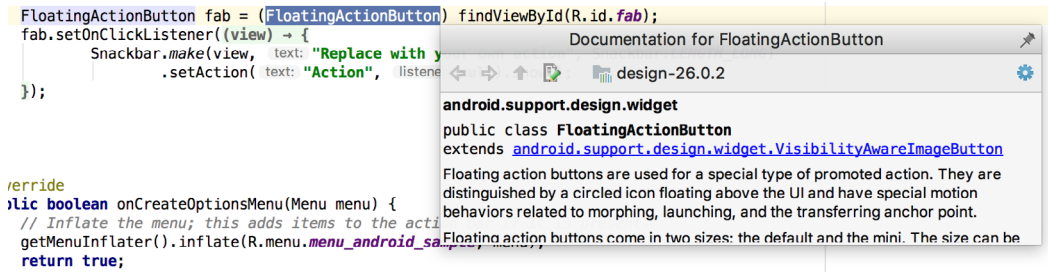 FloatingActionButton fab = (FloatingActionButton) findViewById(R.id.fab);
fab.setOnClickListener((view) → {
Snackbar.make(view, text: "Replace with y
.setAction( text: "Action", listene
});
Documentation for FloatingActionButton
design-26.0.2
android.support.design.widget
public class FloatingActionButton
extends android.support.design.widget.VisibilityAwareImageButton
Floating action buttons are used for a special type of promoted action. They are
distinguished by a circled icon floating above the UI and have special motion
behaviors related to morphing, launching, and the transferring anchor point.
Floating action buttons come in two sizes: the default and the mini. The size can be
verride
blic boolean onCreateOptionsMenu(Menu menu) {
// Inflate the menu; this adds items to the acti
getMenuInflater().inflate(R.menu.menu_android_sample, menu);
return true;